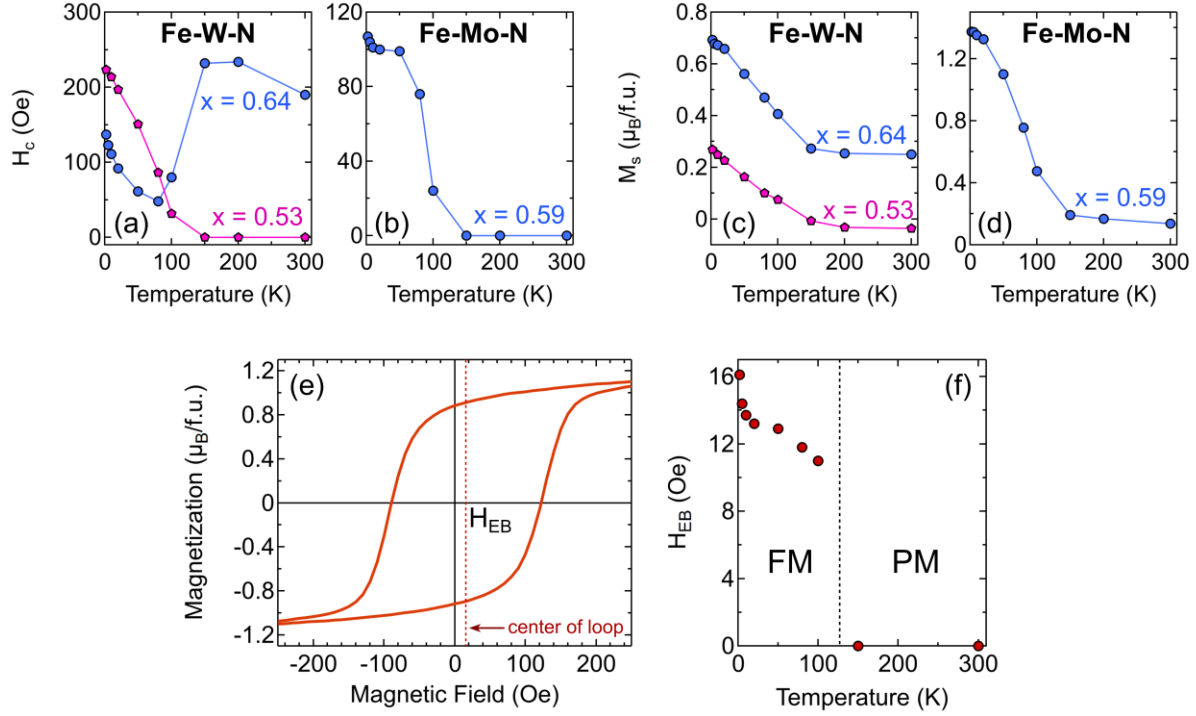 Fe-W-N
H_c (Oe)
300
200
100
0
x = 0.64
x = 0.53
(a)
0 100 200 300
Temperature (K)
Fe-Mo-N
120
80
40
0
x = 0.59
(b)
0 100 200 300
Temperature (K)
Fe-W-N
M_s (μ_B/f.u.)
0.8
0.6
0.4
0.2
0
x = 0.64
x = 0.53
(c)
0 100 200 300
Temperature (K)
Fe-Mo-N
1.2
0.8
0.4
1.2
x = 0.59
(d)
0 100 200 300
Temperature (K)
(e)
Magnetization (μ_B/f.u.)
1.2
0.8
0.4
0
-0.4
-0.8
-1.2
H_EB
center of loop
-200 -100 0 100 200
Magnetic Field (Oe)
(f)
H_EB (Oe)
16
12
8
4
0
FM
PM
0 100 200 300
Temperature (K)